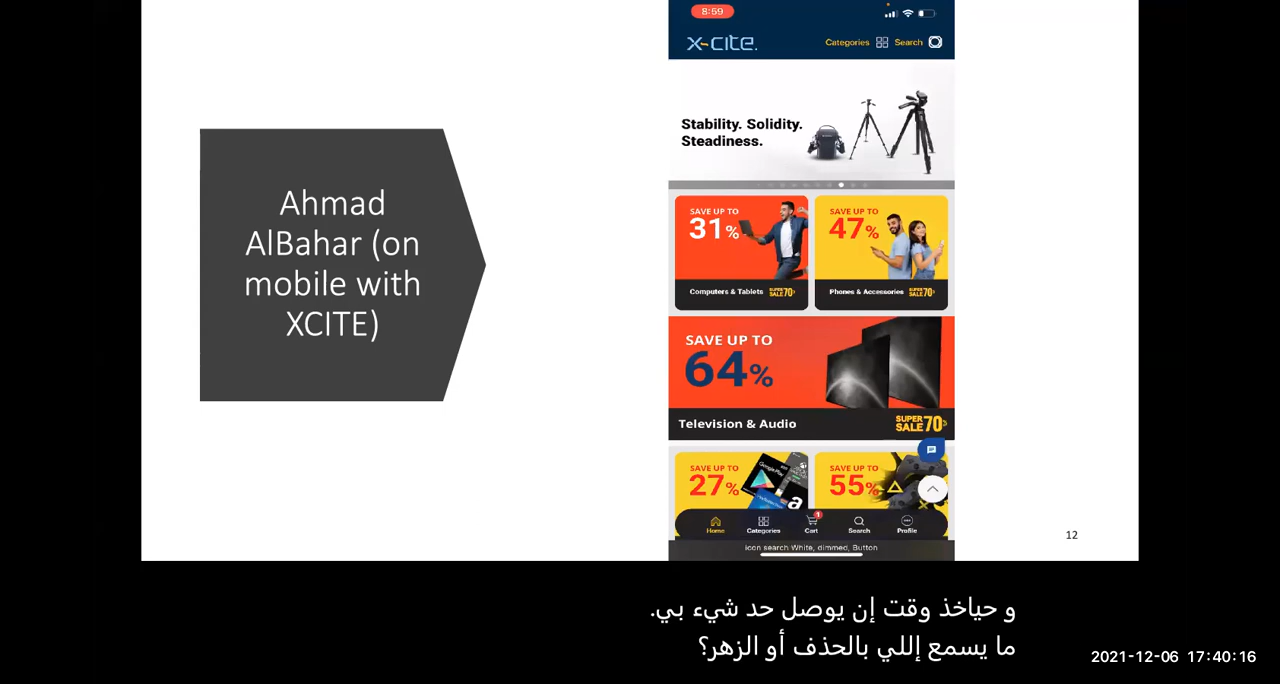 8:59
x-cite.
Categories
Search
Stability. Solidity.
Steadiness.
Ahmad
AlBahar (on
mobile with
XCITE)
SAVE UP TO
31%
Computers & Tablets
SUPER
SALE 70%
SAVE UP TO
47%
Phones & Accessories
SUPER
SALE 70%
SAVE UP TO
64%
Television & Audio
SUPER
SALE 70%
SAVE UP TO
27%
Google Play
a
SAVE UP TO
55%
Home
Categories
1
Cart
Search
Profile
icon search White, dimmed, Button
12
و حياخذ وقت إن يوصل حد شيء بي.
ما يسمع إللي بالحذف أو الزهر؟
2021-12-06 17:40:16